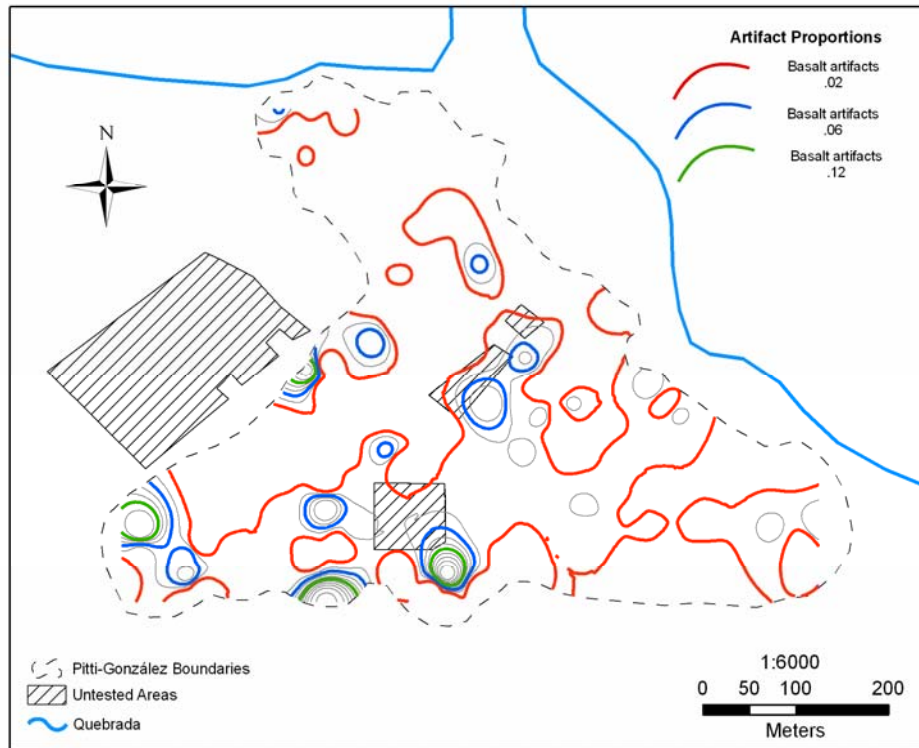 Artifact Proportions
Basalt artifacts
.02
Basalt artifacts
.06
Basalt artifacts
.12
N
Pitti-González Boundaries
Untested Areas
Quebrada
1:6000
0 50 100 200
Meters